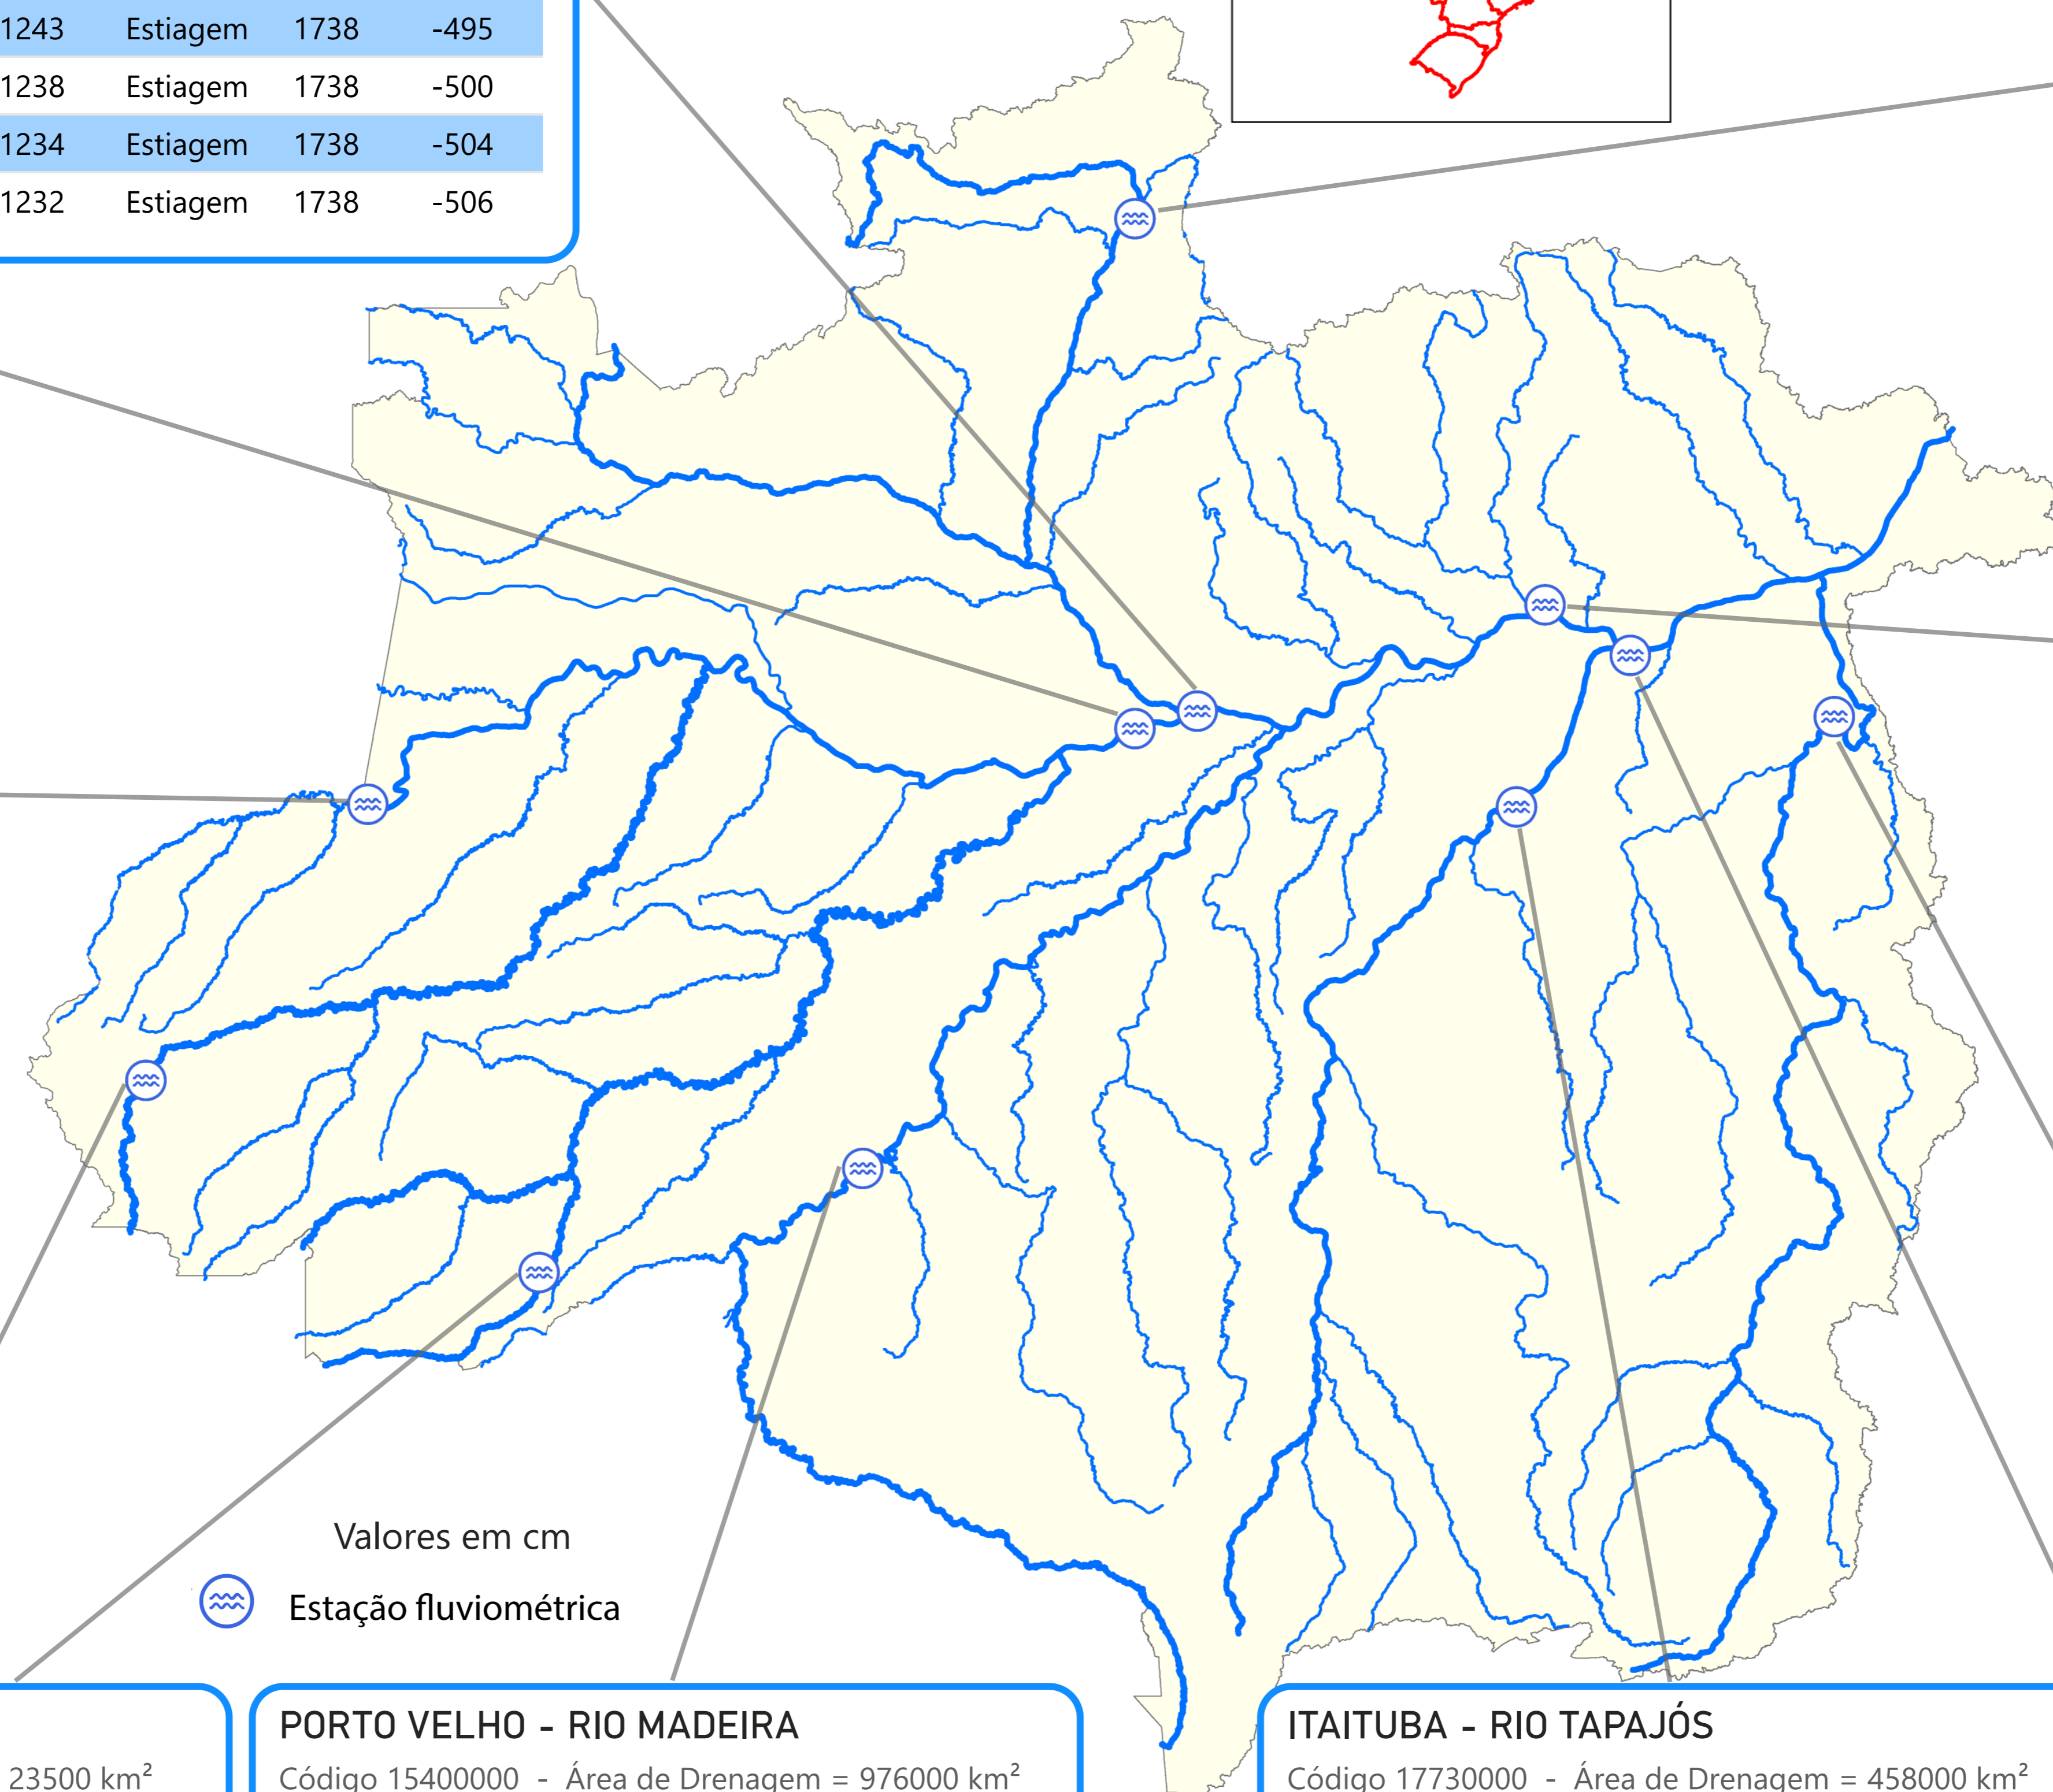 1243 Estiagem 1738 -495
1238 Estiagem 1738 -500
1234 Estiagem 1738 -504
1232 Estiagem 1738 -506
Valores em cm
Estação fluviométrica
23500 km²
PORTO VELHO - RIO MADEIRA
Código 15400000 - Área de Drenagem = 976000 km²
ITAITUBA - RIO TAPAJÓS
Código 17730000 - Área de Drenagem = 458000 km²